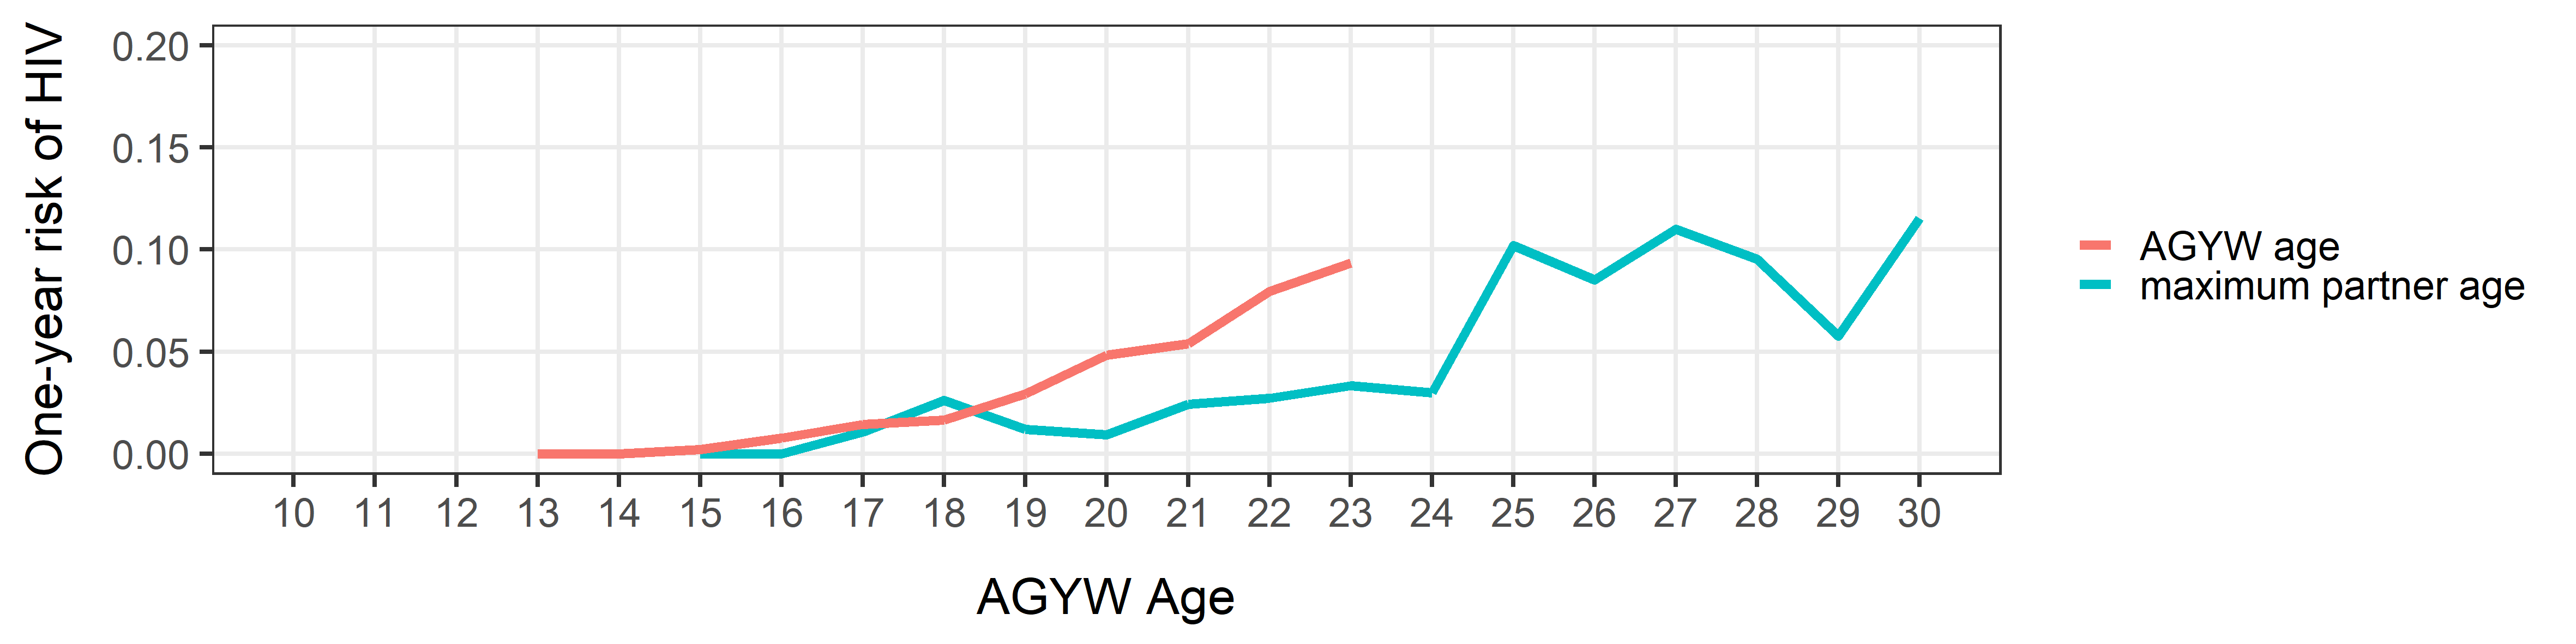 One-year risk of HIV
0.20
0.15
0.10
0.05
0.00
10 11 12 13 14 15 16 17 18 19 20 21 22 23 24 25 26 27 28 29 30
AGYW Age
AGYW age
maximum partner age